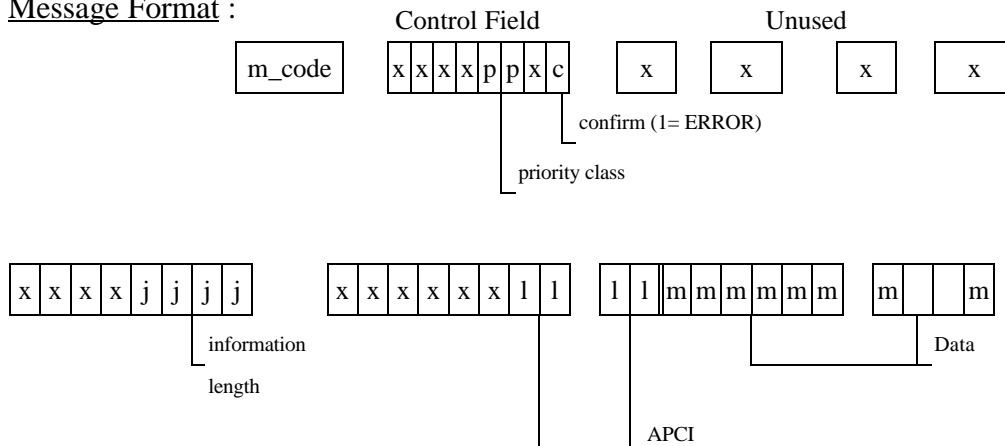 Message Format :
Control Field Unused
m_code x x x x p p x c x x x x
confirm (1= ERROR)
priority class
x x x x j j j j x x x x x x l l l l m m m m m m m m
information
length
Data
APCI